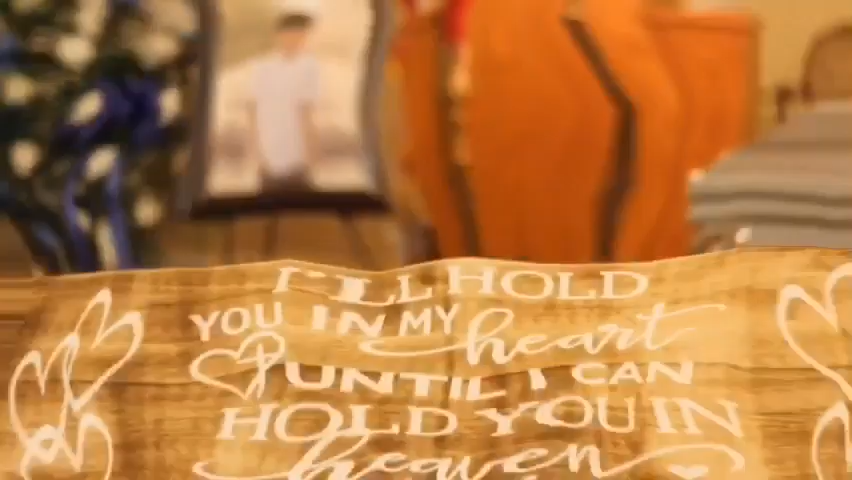 I'LL HOLD
YOU IN MY heart
UNTIL I CAN
HOLD YOU IN
heaven